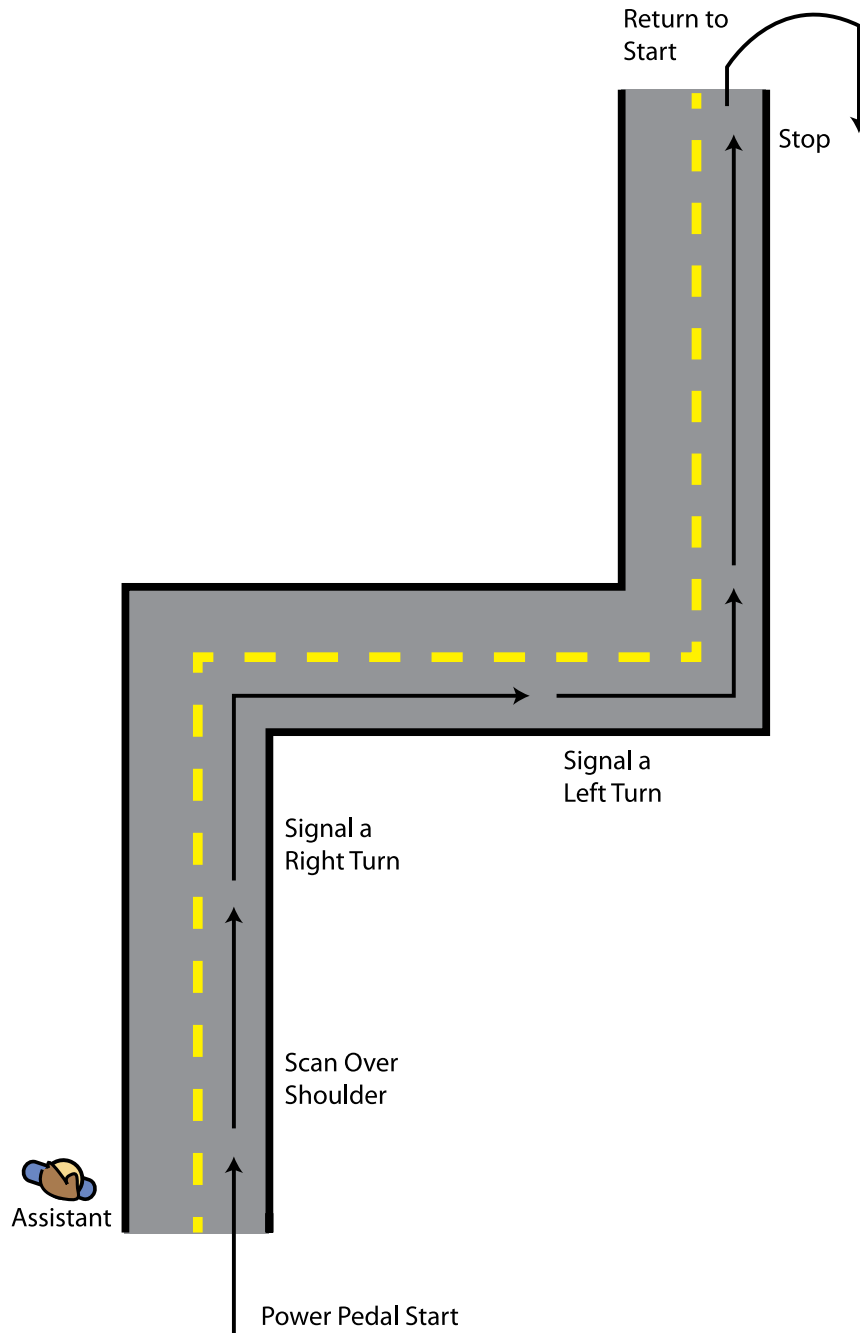 Return to
Start
Stop
Signal a
Left Turn
Signal a
Right Turn
Scan Over
Shoulder
Assistant
Power Pedal Start